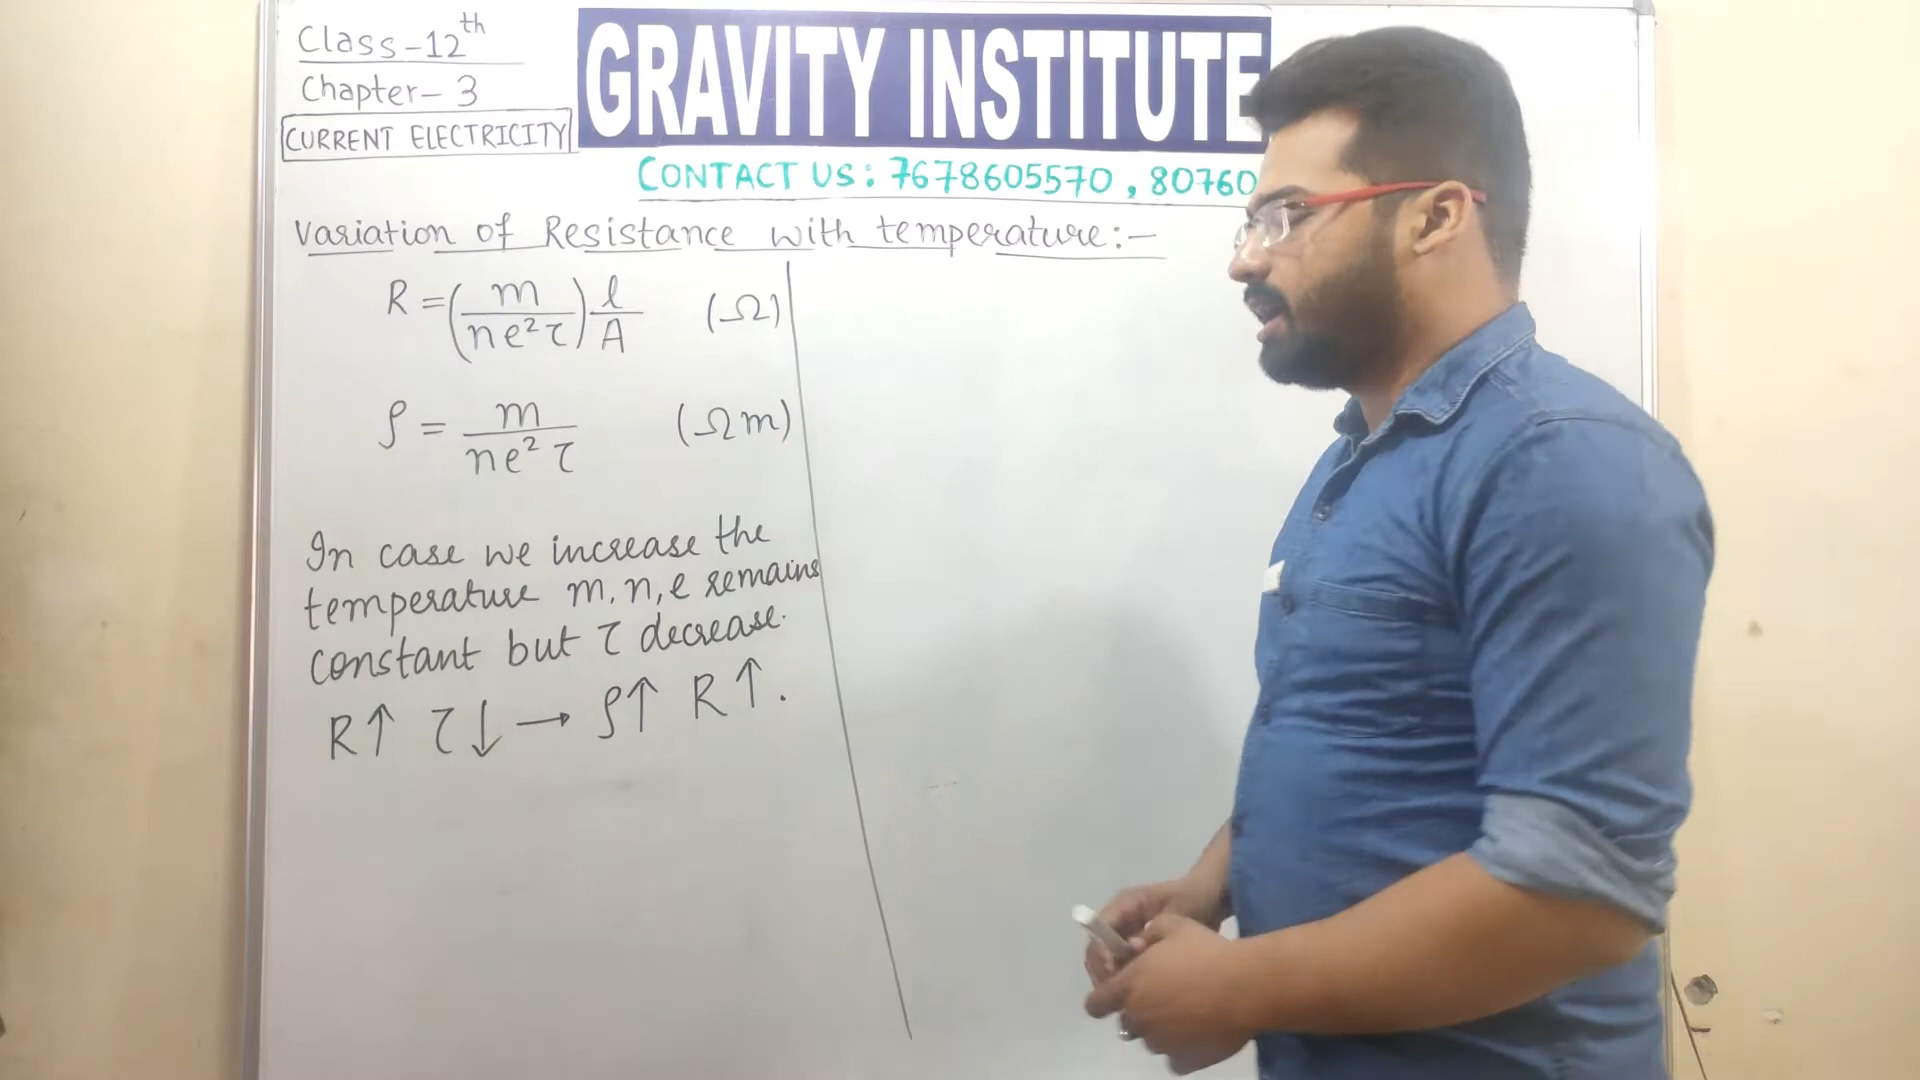 Class-12th
Chapter-3
CURRENT ELECTRICITY
GRAVITY INSTITUTE
CONTACT US: 7678605570, 80760
Variation of Resistance with temperature:-
R = (m / ne²τ) l / A (Ω)
ρ = m / ne²τ (Ωm)
In case we increase the
temperature m, n, e remains
constant but τ decrease.
R↑ τ↓ → ρ↑ R↑.